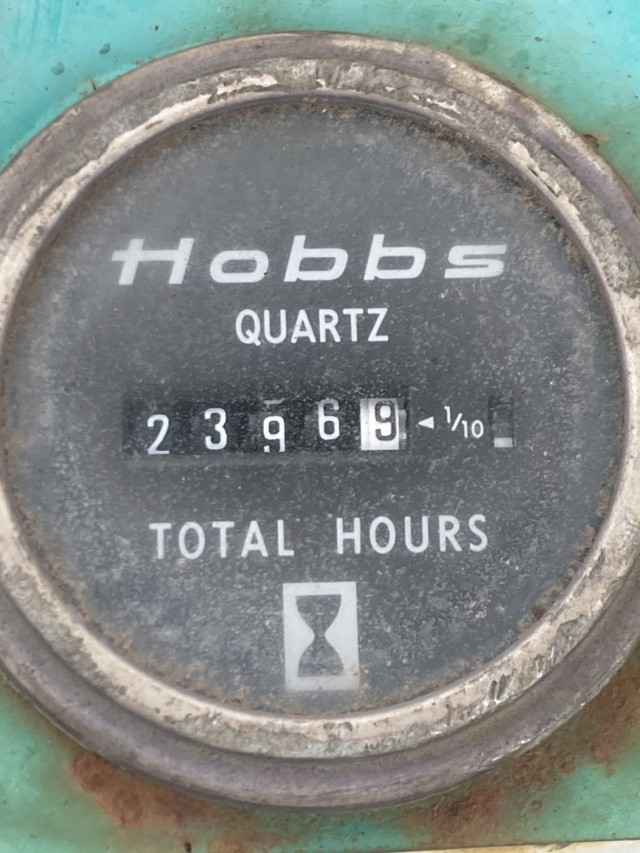 Hobbs
QUARTZ
23969 ◄ 1/10
TOTAL HOURS